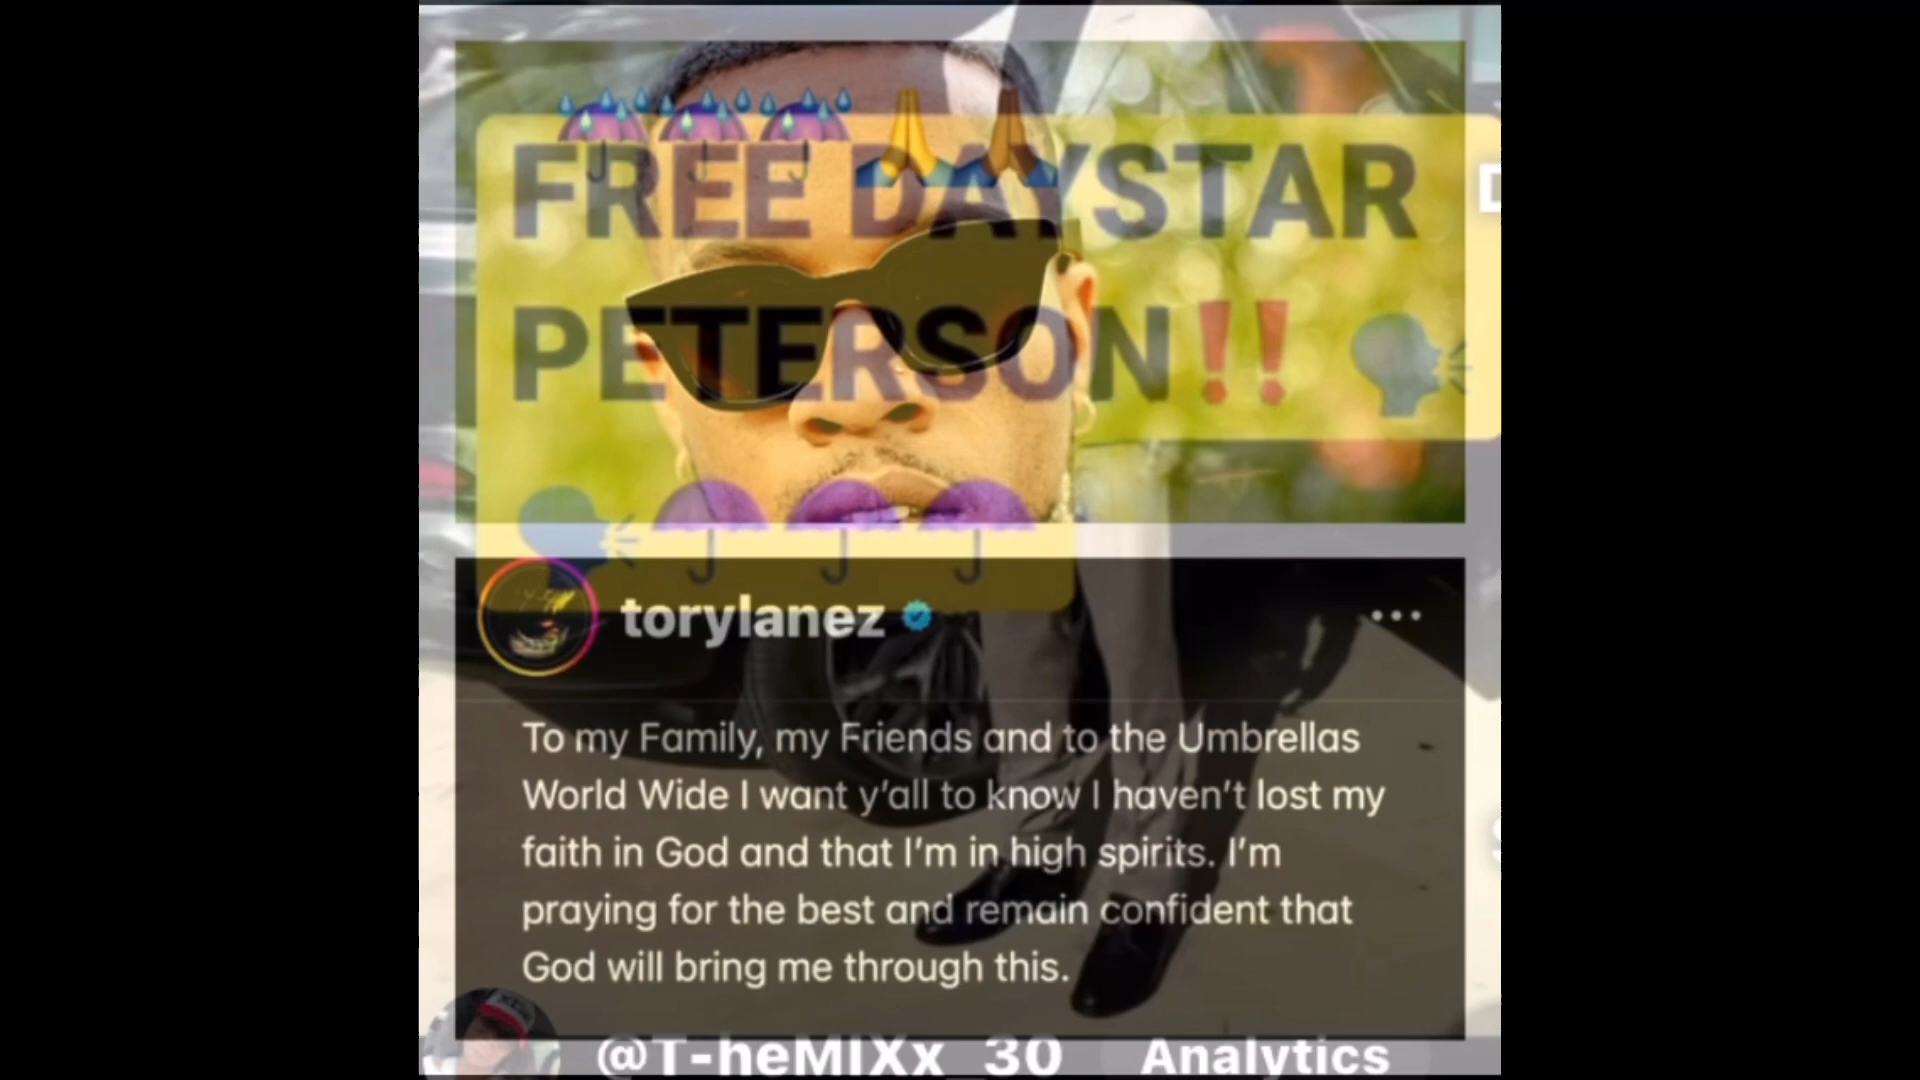 FREE DAYSTAR
PETERSON‼️
torylanez
To my Family, my Friends and to the Umbrellas
World Wide I want y’all to know I haven’t lost my
faith in God and that I’m in high spirits. I’m
praying for the best and remain confident that
God will bring me through this.
@T-heMIXx_30 Analytics